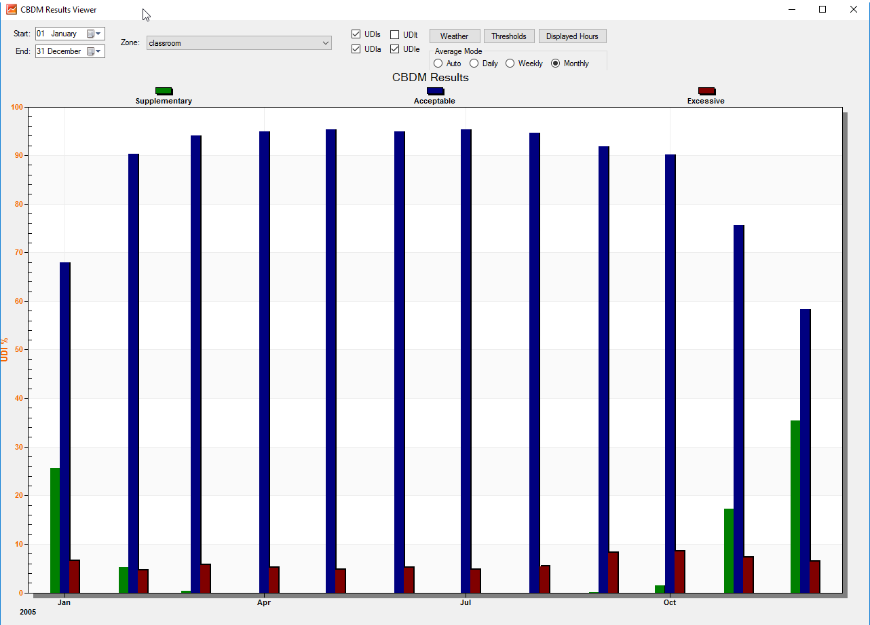 CBDM Results Viewer
Start: 01 January
End: 31 December
Zone: classroom
UDIs UDIt
UDIa UDIe
Weather Thresholds Displayed Hours
Average Mode
Auto Daily Weekly Monthly
CBDM Results
Supplementary Acceptable Excessive
100
90
80
70
60
50
40
30
20
10
0
UDI %
Jan Apr Jul Oct
2005